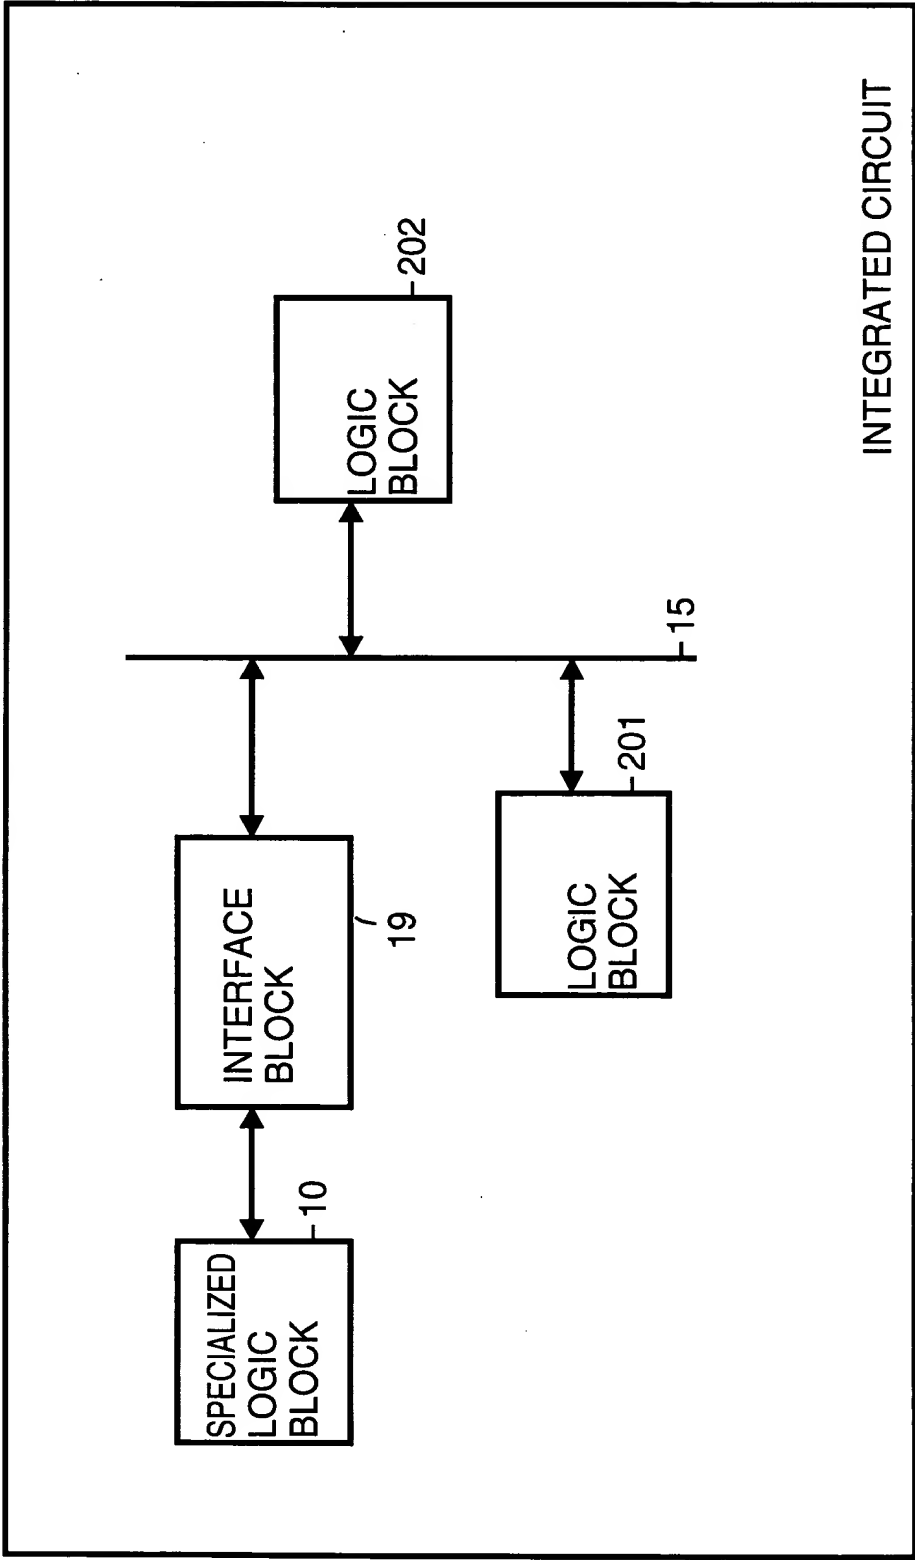 SPECIALIZED
LOGIC
BLOCK
10
INTERFACE
BLOCK
19
LOGIC
BLOCK
201
15
LOGIC
BLOCK
202
INTEGRATED CIRCUIT